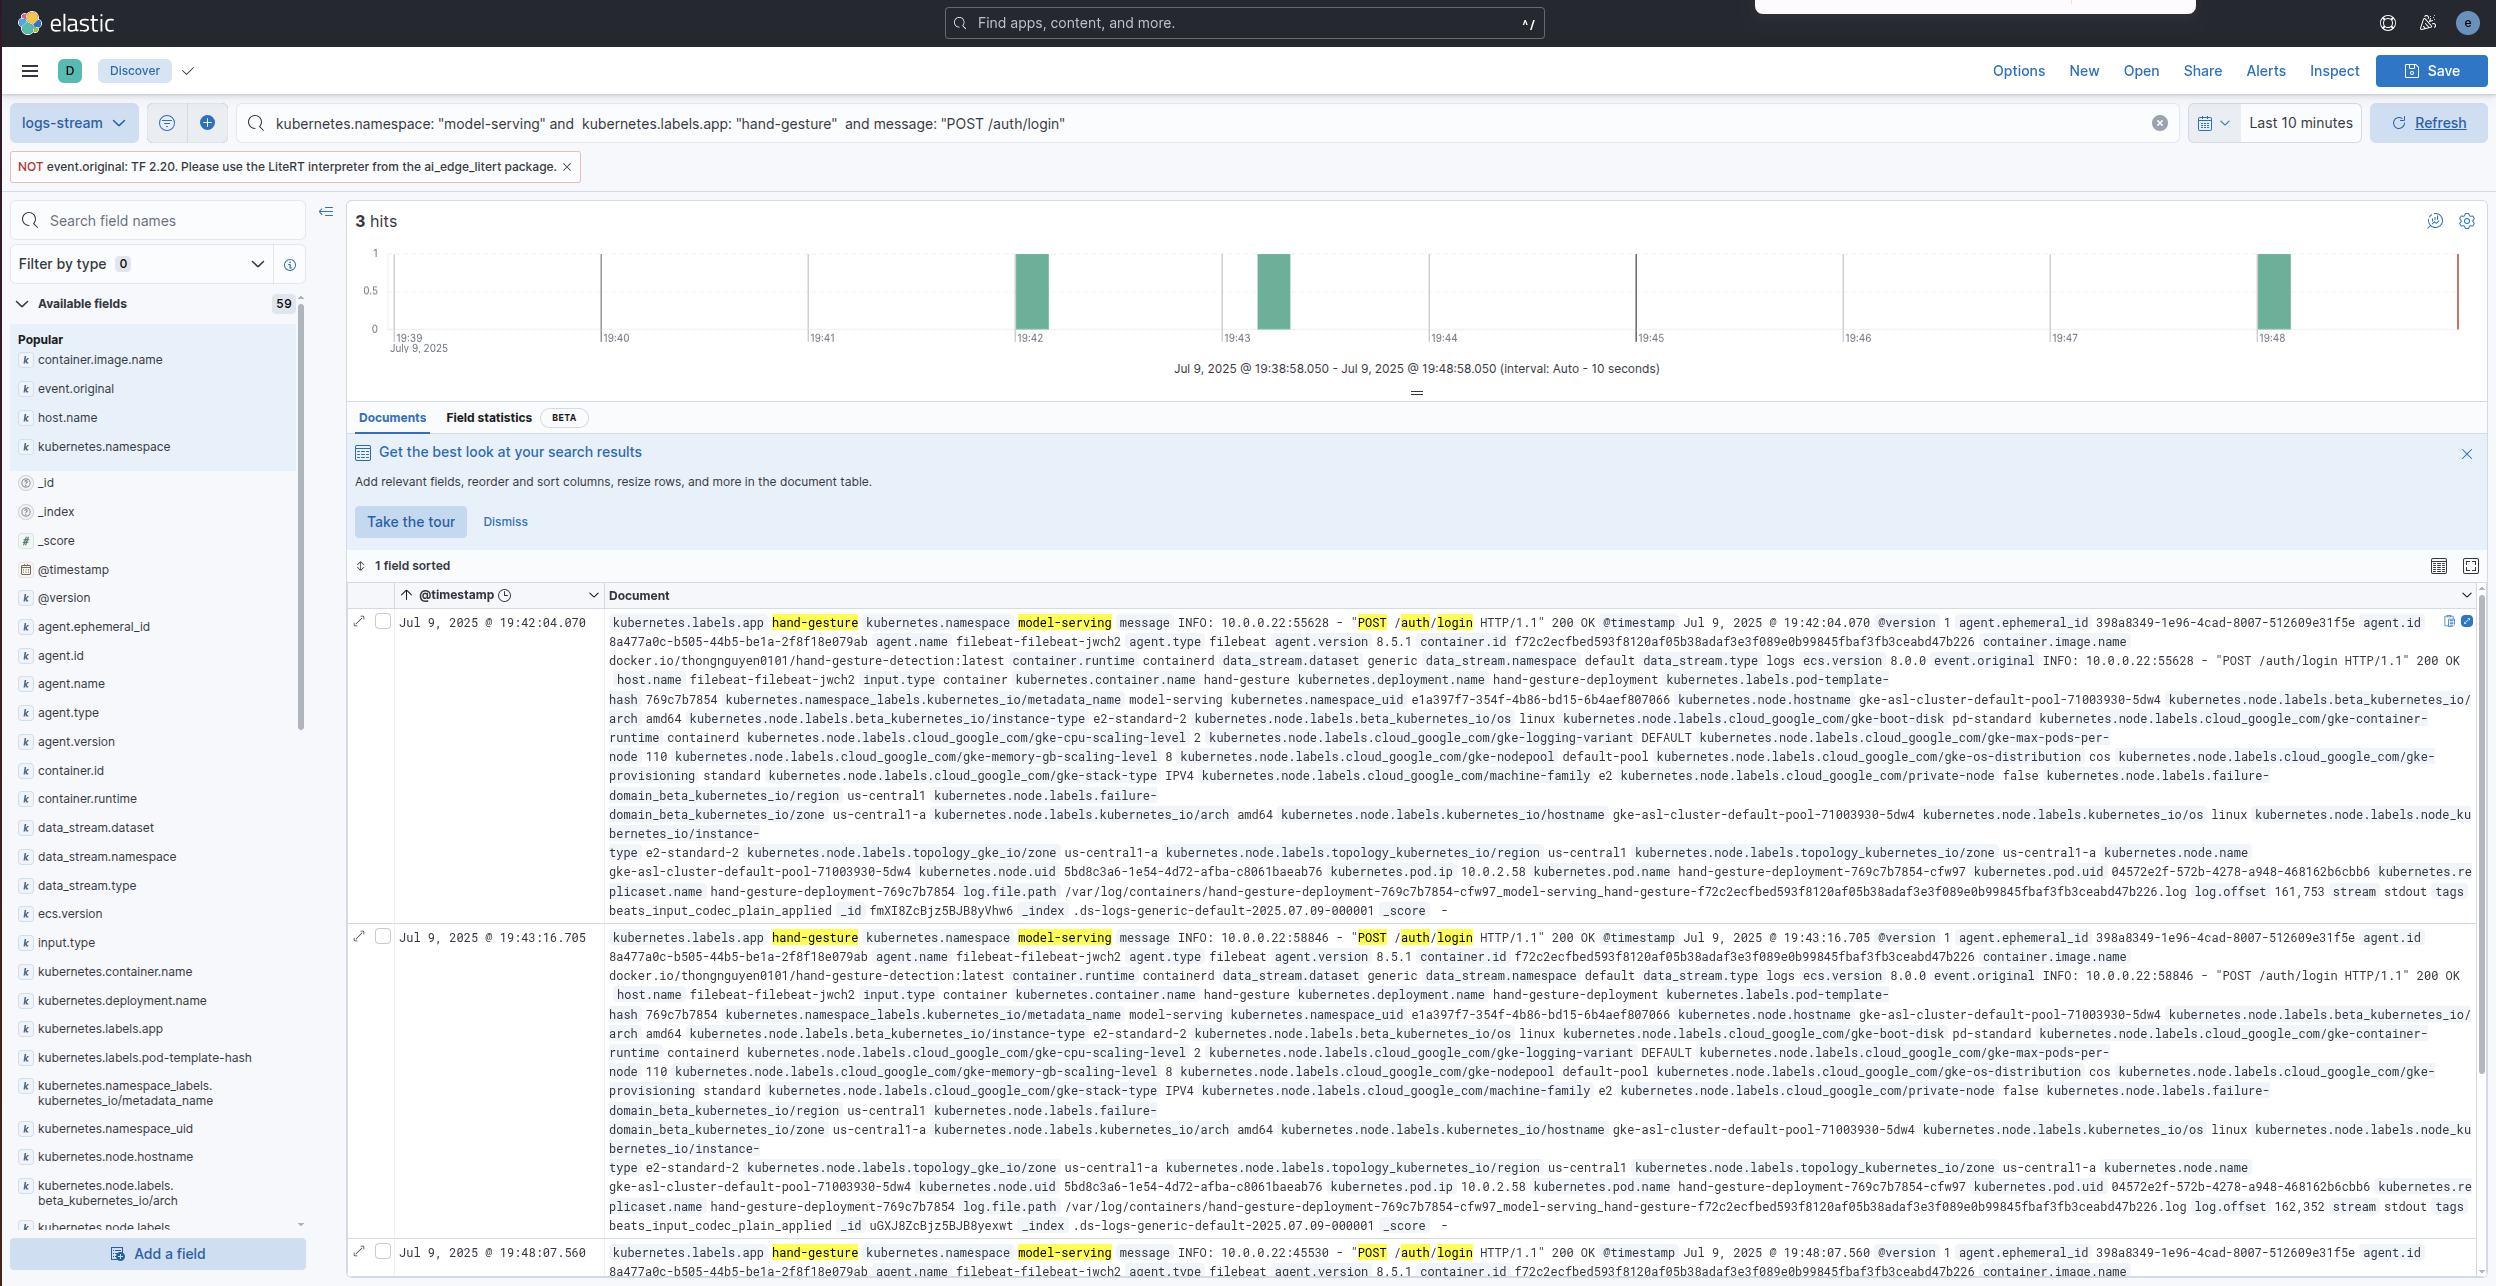 elastic
Find apps, content, and more.
^/
e
D
Discover
Options
New
Open
Share
Alerts
Inspect
Save
logs-stream
kubernetes.namespace: "model-serving" and  kubernetes.labels.app: "hand-gesture"  and message: "POST /auth/login"
Last 10 minutes
Refresh
NOT event.original: TF 2.20. Please use the LiteRT interpreter from the ai_edge_litert package.
Search field names
Filter by type 0
Available fields 59
Popular
container.image.name
event.original
host.name
kubernetes.namespace
_id
_index
_score
@timestamp
@version
agent.ephemeral_id
agent.id
agent.name
agent.type
agent.version
container.id
container.runtime
data_stream.dataset
data_stream.namespace
data_stream.type
ecs.version
input.type
kubernetes.container.name
kubernetes.deployment.name
kubernetes.labels.app
kubernetes.labels.pod-template-hash
kubernetes.namespace_labels.
kubernetes_io/metadata_name
kubernetes.namespace_uid
kubernetes.node.hostname
kubernetes.node.labels.
beta_kubernetes_io/arch
kubernetes.node.labels.
Add a field
3 hits
1
0.5
0
19:39
19:40
19:41
19:42
19:43
19:44
19:45
19:46
19:47
19:48
July 9, 2025
Jul 9, 2025 @ 19:38:58.050 - Jul 9, 2025 @ 19:48:58.050 (interval: Auto - 10 seconds)
Documents
Field statistics
BETA
Get the best look at your search results
Add relevant fields, reorder and sort columns, resize rows, and more in the document table.
Take the tour
Dismiss
1 field sorted
@timestamp
Document
Jul 9, 2025 @ 19:42:04.070
kubernetes.labels.app hand-gesture kubernetes.namespace model-serving message INFO: 10.0.0.22:55628 - "POST /auth/login HTTP/1.1" 200 OK @timestamp Jul 9, 2025 @ 19:42:04.070 @version 1 agent.ephemeral_id 398a8349-1e96-4cad-8007-512609e31f5e agent.id
8a477a0c-b505-44b5-be1a-2f8f18e079ab agent.name filebeat-filebeat-jwch2 agent.type filebeat agent.version 8.5.1 container.id f72c2ecfbed593f8120af05b38adaf3e3f089e0b99845fbaf3fb3ceabd47b226 container.image.name
docker.io/thongnguyen0101/hand-gesture-detection:latest container.runtime containerd data_stream.dataset generic data_stream.namespace default data_stream.type logs ecs.version 8.0.0 event.original INFO: 10.0.0.22:55628 - "POST /auth/login HTTP/1.1" 200 OK
host.name filebeat-filebeat-jwch2 input.type container kubernetes.container.name hand-gesture kubernetes.deployment.name hand-gesture-deployment kubernetes.labels.pod-template-
hash 769c7b7854 kubernetes.namespace_labels.kubernetes_io/metadata_name model-serving kubernetes.namespace_uid e1a397f7-354f-4b86-bd15-6b4aef807066 kubernetes.node.hostname gke-asl-cluster-default-pool-71003930-5dw4 kubernetes.node.labels.beta_kubernetes_io/
arch amd64 kubernetes.node.labels.beta_kubernetes_io/instance-type e2-standard-2 kubernetes.node.labels.beta_kubernetes_io/os linux kubernetes.node.labels.cloud_google_com/gke-boot-disk pd-standard kubernetes.node.labels.cloud_google_com/gke-container-
runtime containerd kubernetes.node.labels.cloud_google_com/gke-cpu-scaling-level 2 kubernetes.node.labels.cloud_google_com/gke-logging-variant DEFAULT kubernetes.node.labels.cloud_google_com/gke-max-pods-per-
node 110 kubernetes.node.labels.cloud_google_com/gke-memory-gb-scaling-level 8 kubernetes.node.labels.cloud_google_com/gke-nodepool default-pool kubernetes.node.labels.cloud_google_com/gke-os-distribution cos kubernetes.node.labels.cloud_google_com/gke-
provisioning standard kubernetes.node.labels.cloud_google_com/gke-stack-type IPV4 kubernetes.node.labels.cloud_google_com/machine-family e2 kubernetes.node.labels.cloud_google_com/private-node false kubernetes.node.labels.failure-
domain_beta_kubernetes_io/region us-central1 kubernetes.node.labels.failure-
domain_beta_kubernetes_io/zone us-central1-a kubernetes.node.labels.kubernetes_io/arch amd64 kubernetes.node.labels.kubernetes_io/hostname gke-asl-cluster-default-pool-71003930-5dw4 kubernetes.node.labels.kubernetes_io/os linux kubernetes.node.labels.node_ku
bernetes_io/instance-
type e2-standard-2 kubernetes.node.labels.topology_gke_io/zone us-central1-a kubernetes.node.labels.topology_kubernetes_io/region us-central1 kubernetes.node.labels.topology_kubernetes_io/zone us-central1-a kubernetes.node.name
gke-asl-cluster-default-pool-71003930-5dw4 kubernetes.node.uid 5bd8c3a6-1e54-4d72-afba-c8061baeab76 kubernetes.pod.ip 10.0.2.58 kubernetes.pod.name hand-gesture-deployment-769c7b7854-cfw97 kubernetes.pod.uid 04572e2f-572b-4278-a948-468162b6cbb6 kubernetes.re
plicaset.name hand-gesture-deployment-769c7b7854 log.file.path /var/log/containers/hand-gesture-deployment-769c7b7854-cfw97_model-serving_hand-gesture-f72c2ecfbed593f8120af05b38adaf3e3f089e0b99845fbaf3fb3ceabd47b226.log log.offset 161,753 stream stdout tags
beats_input_codec_plain_applied _id fmXI8ZcBjz5BJB8yVhw6 _index .ds-logs-generic-default-2025.07.09-000001 _score -
Jul 9, 2025 @ 19:43:16.705
kubernetes.labels.app hand-gesture kubernetes.namespace model-serving message INFO: 10.0.0.22:58846 - "POST /auth/login HTTP/1.1" 200 OK @timestamp Jul 9, 2025 @ 19:43:16.705 @version 1 agent.ephemeral_id 398a8349-1e96-4cad-8007-512609e31f5e agent.id
8a477a0c-b505-44b5-be1a-2f8f18e079ab agent.name filebeat-filebeat-jwch2 agent.type filebeat agent.version 8.5.1 container.id f72c2ecfbed593f8120af05b38adaf3e3f089e0b99845fbaf3fb3ceabd47b226 container.image.name
docker.io/thongnguyen0101/hand-gesture-detection:latest container.runtime containerd data_stream.dataset generic data_stream.namespace default data_stream.type logs ecs.version 8.0.0 event.original INFO: 10.0.0.22:58846 - "POST /auth/login HTTP/1.1" 200 OK
host.name filebeat-filebeat-jwch2 input.type container kubernetes.container.name hand-gesture kubernetes.deployment.name hand-gesture-deployment kubernetes.labels.pod-template-
hash 769c7b7854 kubernetes.namespace_labels.kubernetes_io/metadata_name model-serving kubernetes.namespace_uid e1a397f7-354f-4b86-bd15-6b4aef807066 kubernetes.node.hostname gke-asl-cluster-default-pool-71003930-5dw4 kubernetes.node.labels.beta_kubernetes_io/
arch amd64 kubernetes.node.labels.beta_kubernetes_io/instance-type e2-standard-2 kubernetes.node.labels.beta_kubernetes_io/os linux kubernetes.node.labels.cloud_google_com/gke-boot-disk pd-standard kubernetes.node.labels.cloud_google_com/gke-container-
runtime containerd kubernetes.node.labels.cloud_google_com/gke-cpu-scaling-level 2 kubernetes.node.labels.cloud_google_com/gke-logging-variant DEFAULT kubernetes.node.labels.cloud_google_com/gke-max-pods-per-
node 110 kubernetes.node.labels.cloud_google_com/gke-memory-gb-scaling-level 8 kubernetes.node.labels.cloud_google_com/gke-nodepool default-pool kubernetes.node.labels.cloud_google_com/gke-os-distribution cos kubernetes.node.labels.cloud_google_com/gke-
provisioning standard kubernetes.node.labels.cloud_google_com/gke-stack-type IPV4 kubernetes.node.labels.cloud_google_com/machine-family e2 kubernetes.node.labels.cloud_google_com/private-node false kubernetes.node.labels.failure-
domain_beta_kubernetes_io/region us-central1 kubernetes.node.labels.failure-
domain_beta_kubernetes_io/zone us-central1-a kubernetes.node.labels.kubernetes_io/arch amd64 kubernetes.node.labels.kubernetes_io/hostname gke-asl-cluster-default-pool-71003930-5dw4 kubernetes.node.labels.kubernetes_io/os linux kubernetes.node.labels.node_ku
bernetes_io/instance-
type e2-standard-2 kubernetes.node.labels.topology_gke_io/zone us-central1-a kubernetes.node.labels.topology_kubernetes_io/region us-central1 kubernetes.node.labels.topology_kubernetes_io/zone us-central1-a kubernetes.node.name
gke-asl-cluster-default-pool-71003930-5dw4 kubernetes.node.uid 5bd8c3a6-1e54-4d72-afba-c8061baeab76 kubernetes.pod.ip 10.0.2.58 kubernetes.pod.name hand-gesture-deployment-769c7b7854-cfw97 kubernetes.pod.uid 04572e2f-572b-4278-a948-468162b6cbb6 kubernetes.re
plicaset.name hand-gesture-deployment-769c7b7854 log.file.path /var/log/containers/hand-gesture-deployment-769c7b7854-cfw97_model-serving_hand-gesture-f72c2ecfbed593f8120af05b38adaf3e3f089e0b99845fbaf3fb3ceabd47b226.log log.offset 162,352 stream stdout tags
beats_input_codec_plain_applied _id uGXJ8ZcBjz5BJB8yexwt _index .ds-logs-generic-default-2025.07.09-000001 _score -
Jul 9, 2025 @ 19:48:07.560
kubernetes.labels.app hand-gesture kubernetes.namespace model-serving message INFO: 10.0.0.22:45530 - "POST /auth/login HTTP/1.1" 200 OK @timestamp Jul 9, 2025 @ 19:48:07.560 @version 1 agent.ephemeral_id 398a8349-1e96-4cad-8007-512609e31f5e agent.id
8a477a0c-b505-44b5-be1a-2f8f18e079ab agent.name filebeat-filebeat-jwch2 agent.type filebeat agent.version 8.5.1 container.id f72c2ecfbed593f8120af05b38adaf3e3f089e0b99845fbaf3fb3ceabd47b226 container.image.name